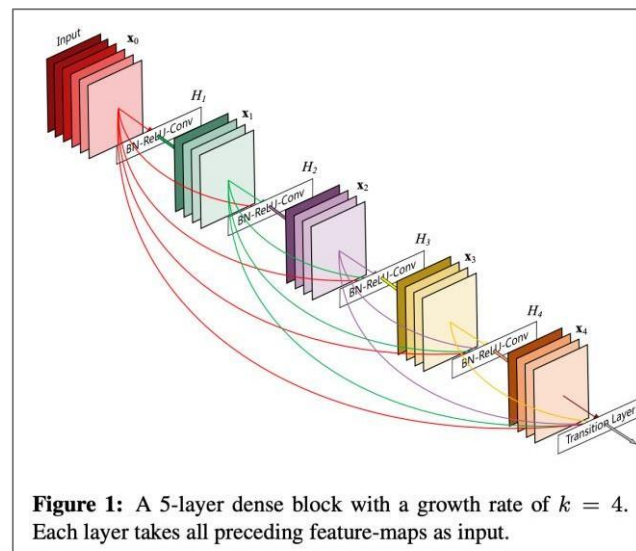 Input
x0
H1
BN-ReLU-Conv
x1
H2
BN-ReLU-Conv
x2
H3
BN-ReLU-Conv
x3
H4
BN-ReLU-Conv
x4
Transition Layer
Figure 1: A 5-layer dense block with a growth rate of k = 4.
Each layer takes all preceding feature-maps as input.